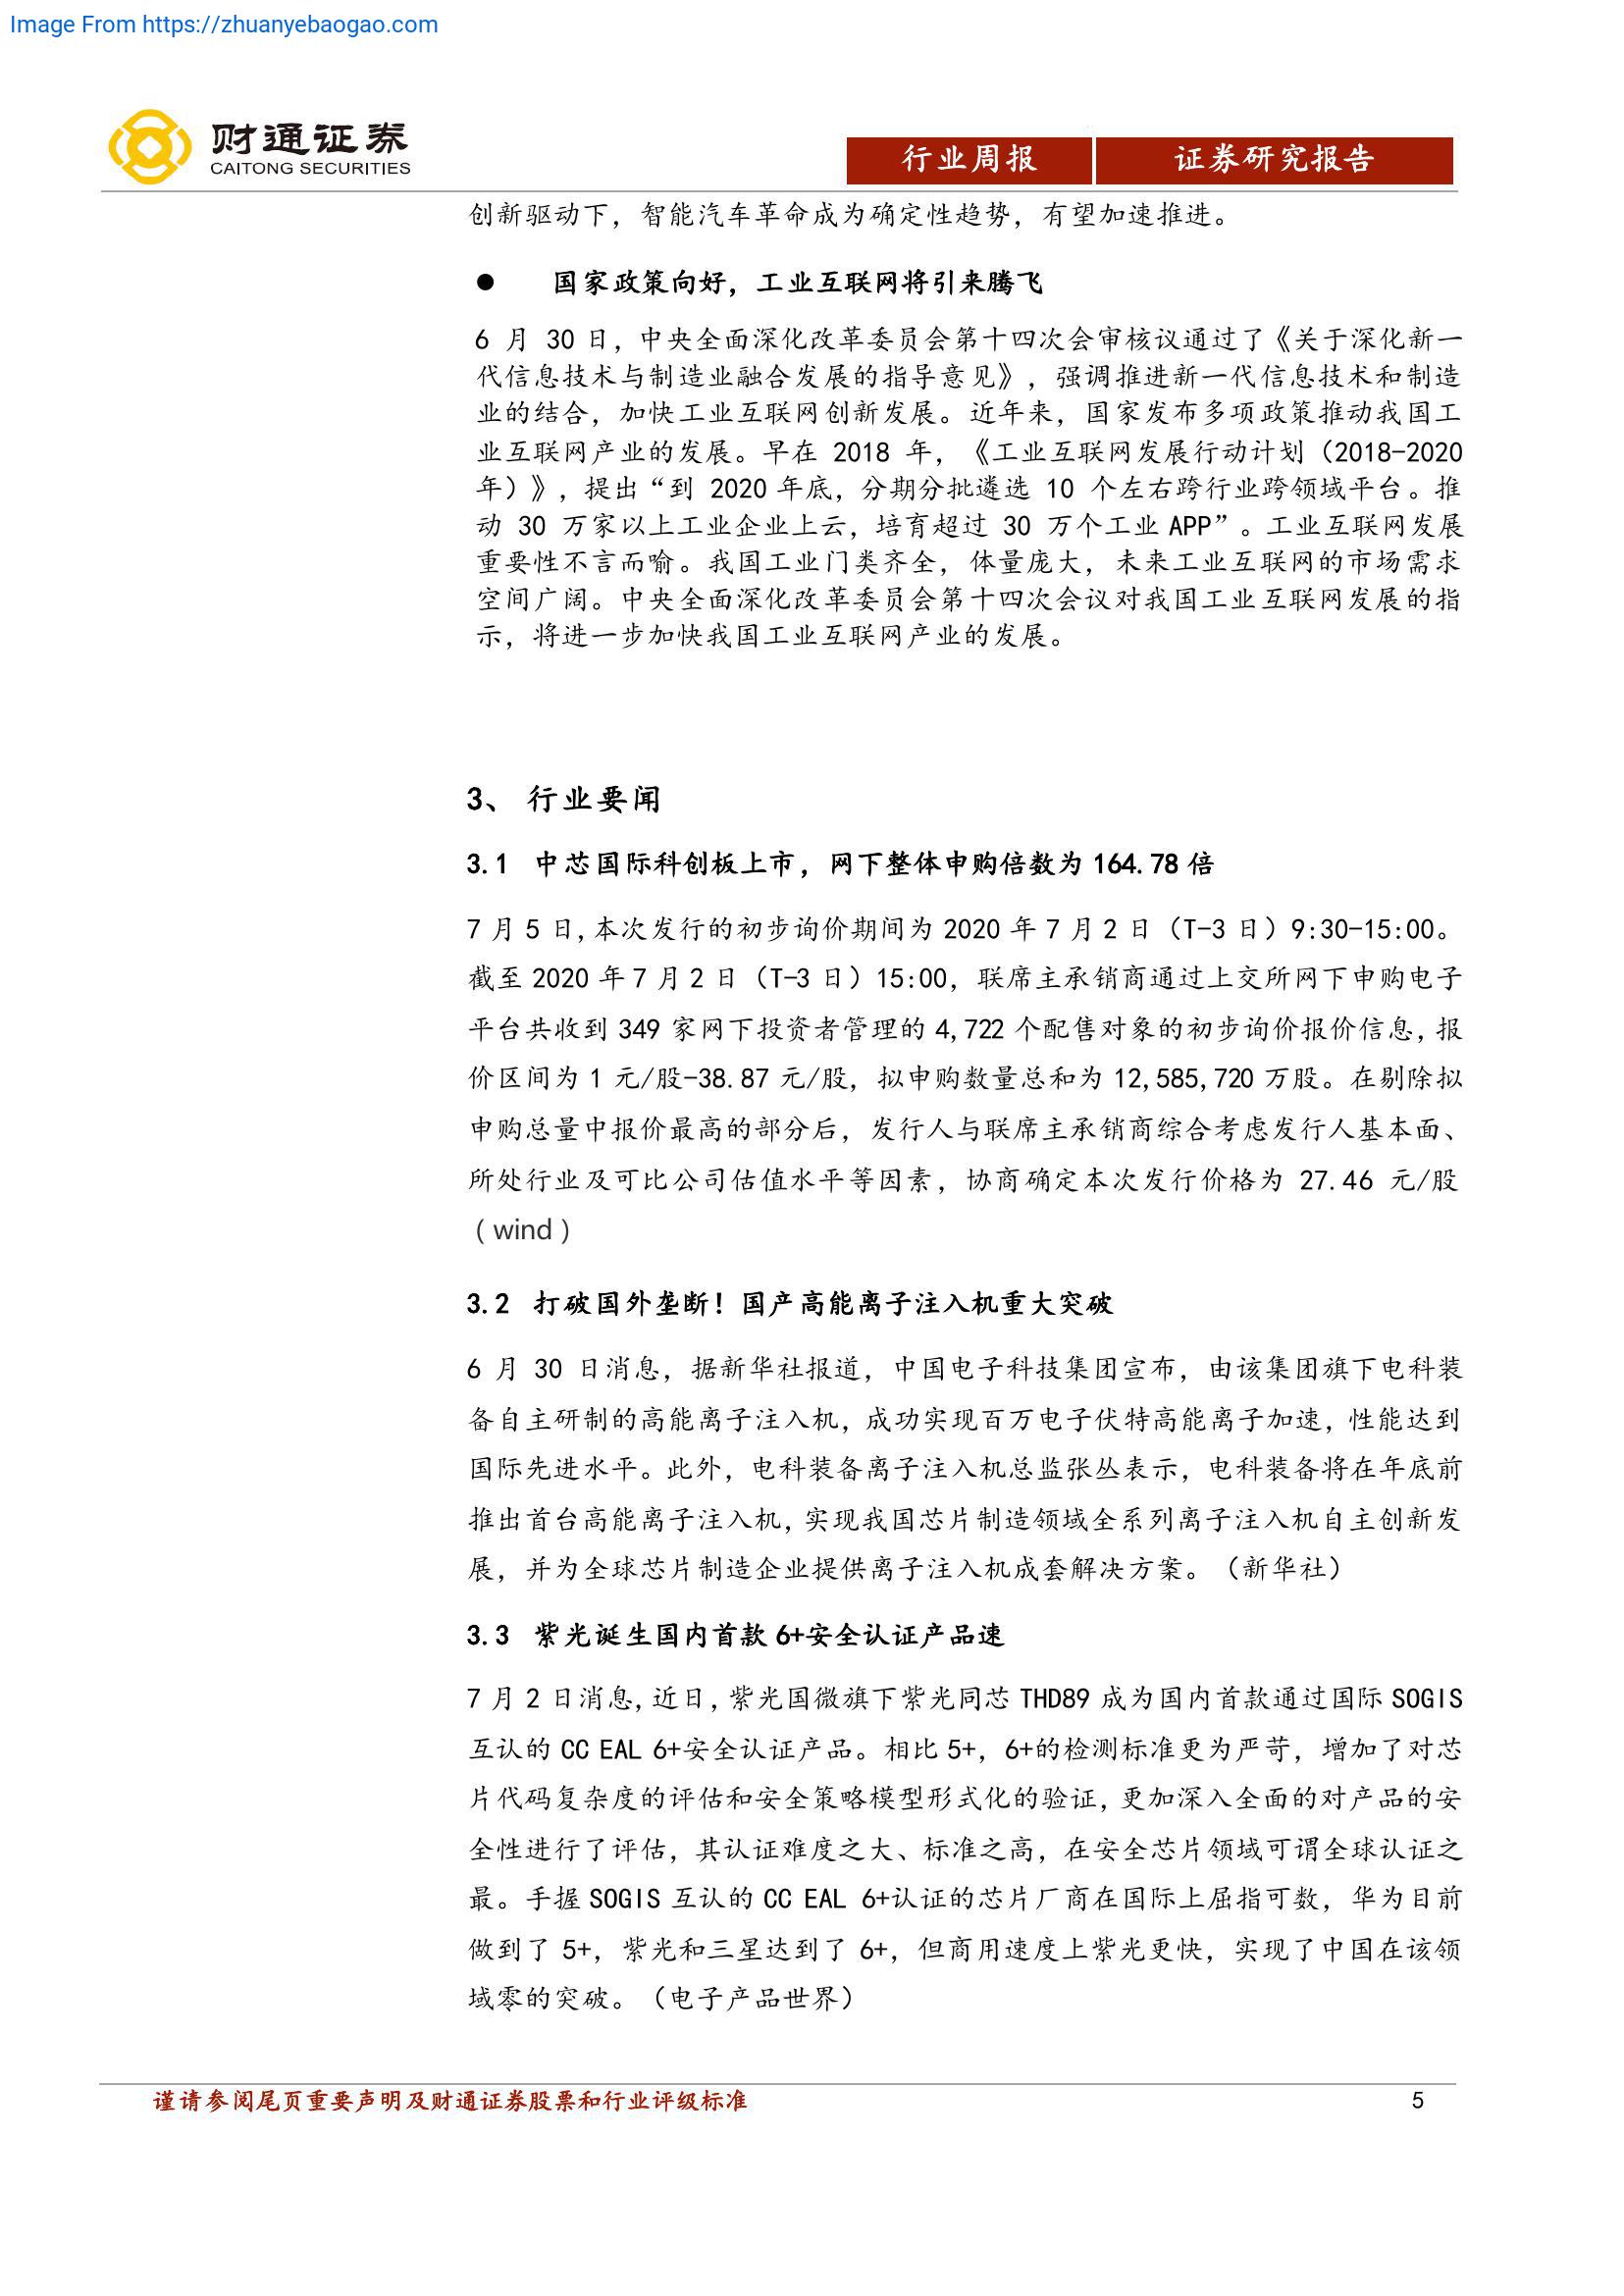 Image From https://zhuanyebaogao.com
财通证券
CAITONG SECURITIES
行业周报
证券研究报告
创新驱动下，智能汽车革命成为确定性趋势，有望加速推进。
● 国家政策向好，工业互联网将引来腾飞
6 月 30 日，中央全面深化改革委员会第十四次会审核议通过了《关于深化新一
代信息技术与制造业融合发展的指导意见》，强调推进新一代信息技术和制造
业的结合，加快工业互联网创新发展。近年来，国家发布多项政策推动我国工
业互联网产业的发展。早在 2018 年，《工业互联网发展行动计划（2018-2020
年）》，提出“到 2020 年底，分期分批遴选 10 个左右跨行业跨领域平台。推
动 30 万家以上工业企业上云，培育超过 30 万个工业 APP”。工业互联网发展
重要性不言而喻。我国工业门类齐全，体量庞大，未来工业互联网的市场需求
空间广阔。中央全面深化改革委员会第十四次会议对我国工业互联网发展的指
示，将进一步加快我国工业互联网产业的发展。
3、 行业要闻
3.1 中芯国际科创板上市，网下整体申购倍数为 164.78 倍
7 月 5 日,本次发行的初步询价期间为 2020 年 7 月 2 日（T-3 日）9:30-15:00。
截至 2020 年 7 月 2 日（T-3 日）15:00，联席主承销商通过上交所网下申购电子
平台共收到 349 家网下投资者管理的 4,722 个配售对象的初步询价报价信息,报
价区间为 1 元/股-38.87 元/股，拟申购数量总和为 12,585,720 万股。在剔除拟
申购总量中报价最高的部分后，发行人与联席主承销商综合考虑发行人基本面、
所处行业及可比公司估值水平等因素，协商确定本次发行价格为 27.46 元/股
（wind）
3.2 打破国外垄断！国产高能离子注入机重大突破
6 月 30 日消息，据新华社报道，中国电子科技集团宣布，由该集团旗下电科装
备自主研制的高能离子注入机，成功实现百万电子伏特高能离子加速，性能达到
国际先进水平。此外，电科装备离子注入机总监张丛表示，电科装备将在年底前
推出首台高能离子注入机,实现我国芯片制造领域全系列离子注入机自主创新发
展，并为全球芯片制造企业提供离子注入机成套解决方案。（新华社）
3.3 紫光诞生国内首款 6+安全认证产品速
7 月 2 日消息,近日,紫光国微旗下紫光同芯 THD89 成为国内首款通过国际 SOGIS
互认的 CC EAL 6+安全认证产品。相比 5+，6+的检测标准更为严苛，增加了对芯
片代码复杂度的评估和安全策略模型形式化的验证,更加深入全面的对产品的安
全性进行了评估，其认证难度之大、标准之高，在安全芯片领域可谓全球认证之
最。手握 SOGIS 互认的 CC EAL 6+认证的芯片厂商在国际上屈指可数，华为目前
做到了 5+，紫光和三星达到了 6+，但商用速度上紫光更快，实现了中国在该领
域零的突破。（电子产品世界）
谨请参阅尾页重要声明及财通证券股票和行业评级标准
5